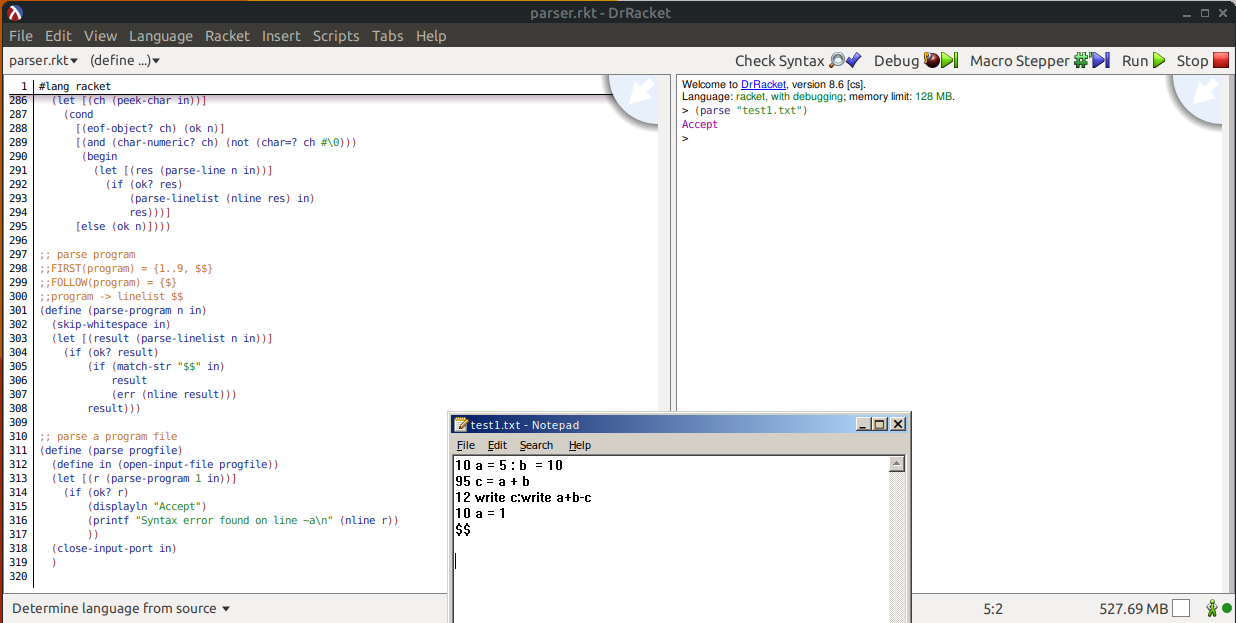 parser.rkt - DrRacket
File Edit View Language Racket Insert Scripts Tabs Help
parser.rkt▾ (define ...)▾ Check Syntax Debug Macro Stepper Run Stop
1 #lang racket
286   (let [(ch (peek-char in))]
287     (cond
288       [(eof-object? ch) (ok n)]
289       [(and (char-numeric? ch) (not (char=? ch #\0)))
290        (begin
291          (let [(res (parse-line n in))]
292            (if (ok? res)
293                (parse-linelist (nline res) in)
294                res)))]
295       [else (ok n)])))
296
297 ;; parse program
298 ;;FIRST(program) = {1..9, $$}
299 ;;FOLLOW(program) = {$}
300 ;;program -> linelist $$
301 (define (parse-program n in)
302   (skip-whitespace in)
303   (let [(result (parse-linelist n in))]
304     (if (ok? result)
305         (if (match-str "$$" in)
306             result
307             (err (nline result)))
308         result)))
309
310 ;; parse a program file
311 (define (parse progfile)
312   (define in (open-input-file progfile))
313   (let [(r (parse-program 1 in))]
314     (if (ok? r)
315         (displayln "Accept")
316         (printf "Syntax error found on line ~a\n" (nline r))
317         ))
318   (close-input-port in)
319   )
320
Welcome to DrRacket, version 8.6 [cs].
Language: racket, with debugging; memory limit: 128 MB.
> (parse "test1.txt")
Accept
>
test1.txt - Notepad
File Edit Search Help
10 a = 5 : b  = 10
95 c = a + b
12 write c:write a+b-c
10 a = 1
$$
Determine language from source ▾ 5:2 527.69 MB